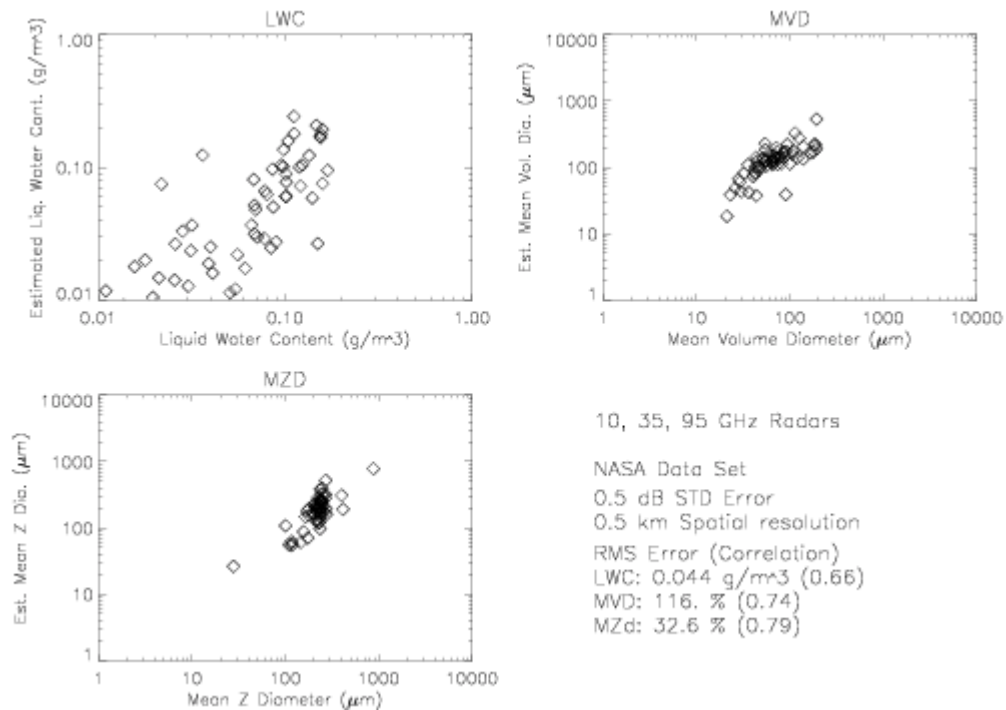 LWC
1.00
0.10
0.01
Estimated Liq. Water Cont. (g/m^3)
0.01
0.10
1.00
Liquid Water Content (g/m^3)
MVD
10000
1000
100
10
1
Est. Mean Vol. Dia. (μm)
1
10
100
1000
10000
Mean Volume Diameter (μm)
MZD
10000
1000
100
10
1
Est. Mean Z Dia. (μm)
1
10
100
1000
10000
Mean Z Diameter (μm)
10, 35, 95 GHz Radars
NASA Data Set
0.5 dB STD Error
0.5 km Spatial resolution
RMS Error (Correlation)
LWC: 0.044 g/m^3 (0.66)
MVD: 116. % (0.74)
MZd: 32.6 % (0.79)